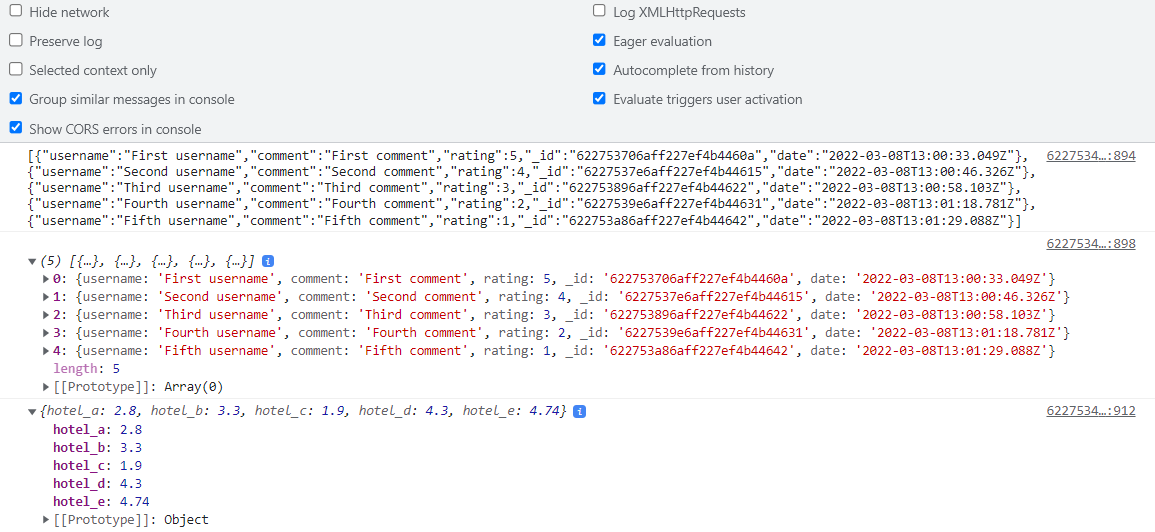 Hide network
Log XMLHttpRequests
Preserve log
Eager evaluation
Selected context only
Autocomplete from history
Group similar messages in console
Evaluate triggers user activation
Show CORS errors in console
[{"username":"First username","comment":"First comment","rating":5,"_id":"622753706aff227ef4b4460a","date":"2022-03-08T13:00:33.049Z"}, 6227534…:894
{"username":"Second username","comment":"Second comment","rating":4,"_id":"6227537e6aff227ef4b44615","date":"2022-03-08T13:00:46.326Z"},
{"username":"Third username","comment":"Third comment","rating":3,"_id":"622753896aff227ef4b44622","date":"2022-03-08T13:00:58.103Z"},
{"username":"Fourth username","comment":"Fourth comment","rating":2,"_id":"6227539e6aff227ef4b44631","date":"2022-03-08T13:01:18.781Z"},
{"username":"Fifth username","comment":"Fifth comment","rating":1,"_id":"622753a86aff227ef4b44642","date":"2022-03-08T13:01:29.088Z"}]
6227534…:898
(5) [{…}, {…}, {…}, {…}, {…}] i
0: {username: 'First username', comment: 'First comment', rating: 5, _id: '622753706aff227ef4b4460a', date: '2022-03-08T13:00:33.049Z'}
1: {username: 'Second username', comment: 'Second comment', rating: 4, _id: '6227537e6aff227ef4b44615', date: '2022-03-08T13:00:46.326Z'}
2: {username: 'Third username', comment: 'Third comment', rating: 3, _id: '622753896aff227ef4b44622', date: '2022-03-08T13:00:58.103Z'}
3: {username: 'Fourth username', comment: 'Fourth comment', rating: 2, _id: '6227539e6aff227ef4b44631', date: '2022-03-08T13:01:18.781Z'}
4: {username: 'Fifth username', comment: 'Fifth comment', rating: 1, _id: '622753a86aff227ef4b44642', date: '2022-03-08T13:01:29.088Z'}
length: 5
[[Prototype]]: Array(0)
{hotel_a: 2.8, hotel_b: 3.3, hotel_c: 1.9, hotel_d: 4.3, hotel_e: 4.74} i 6227534…:912
hotel_a: 2.8
hotel_b: 3.3
hotel_c: 1.9
hotel_d: 4.3
hotel_e: 4.74
[[Prototype]]: Object